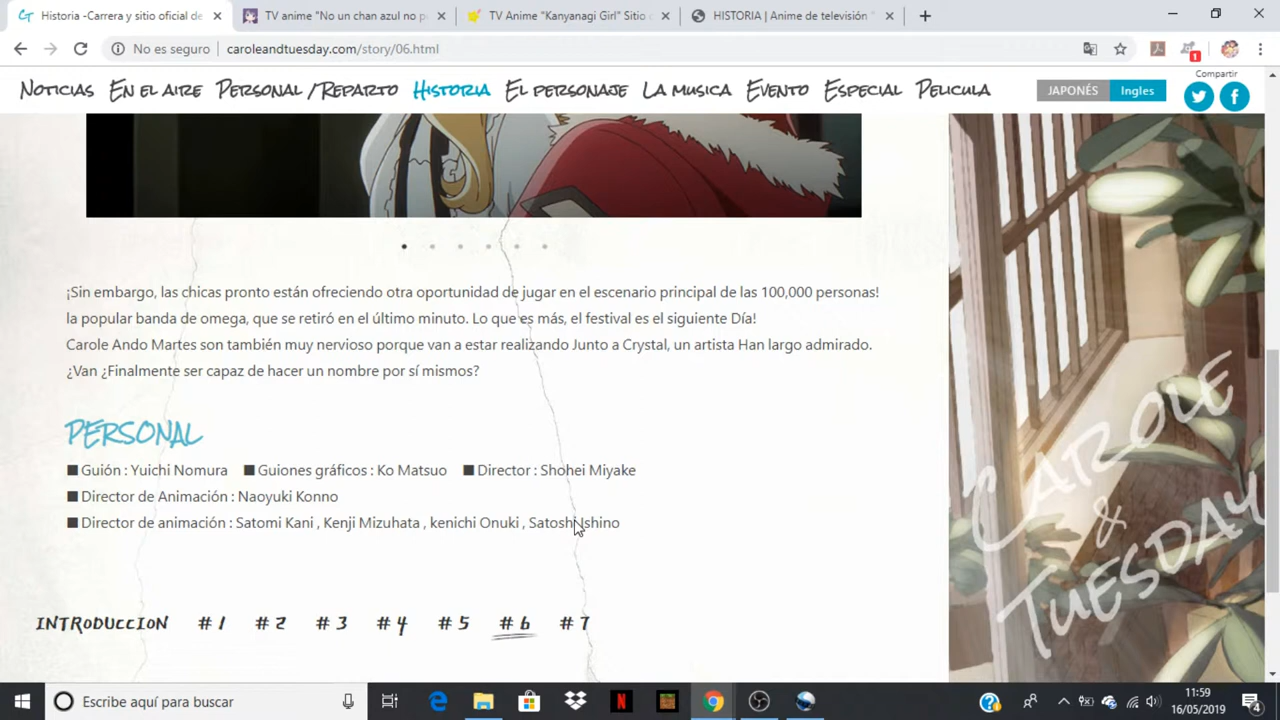 Historia -Carrera y sitio oficial de
TV anime "No un chan azul no p
TV Anime "Kanyanagi Girl" Sitio
HISTORIA | Anime de televisión "
No es seguro
caroleandtuesday.com/story/06.html
1
NOTICIAS EN EL AIRE PERSONAL /REPARTO HISTORIA EL PERSONAJE LA MUSICA EVENTO ESPECIAL PELICULA
JAPONÉS Ingles
Compartir
¡Sin embargo, las chicas pronto están ofreciendo otra oportunidad de jugar en el escenario principal de las 100,000 personas!
la popular banda de omega, que se retiró en el último minuto. Lo que es más, el festival es el siguiente Día!
Carole Ando Martes son también muy nervioso porque van a estar realizando Junto a Crystal, un artista Han largo admirado.
¿Van ¿Finalmente ser capaz de hacer un nombre por sí mismos?
PERSONAL
■ Guión : Yuichi Nomura ■ Guiones gráficos : Ko Matsuo ■ Director : Shohei Miyake
■ Director de Animación : Naoyuki Konno
■ Director de animación : Satomi Kani , Kenji Mizuhata , kenichi Onuki , Satoshi Ishino
INTRODUCCION # 1 # 2 # 3 # 4 # 5 # 6 # 7
CAROLE
&
TUESDAY
Escribe aquí para buscar
11:59
16/05/2019
4